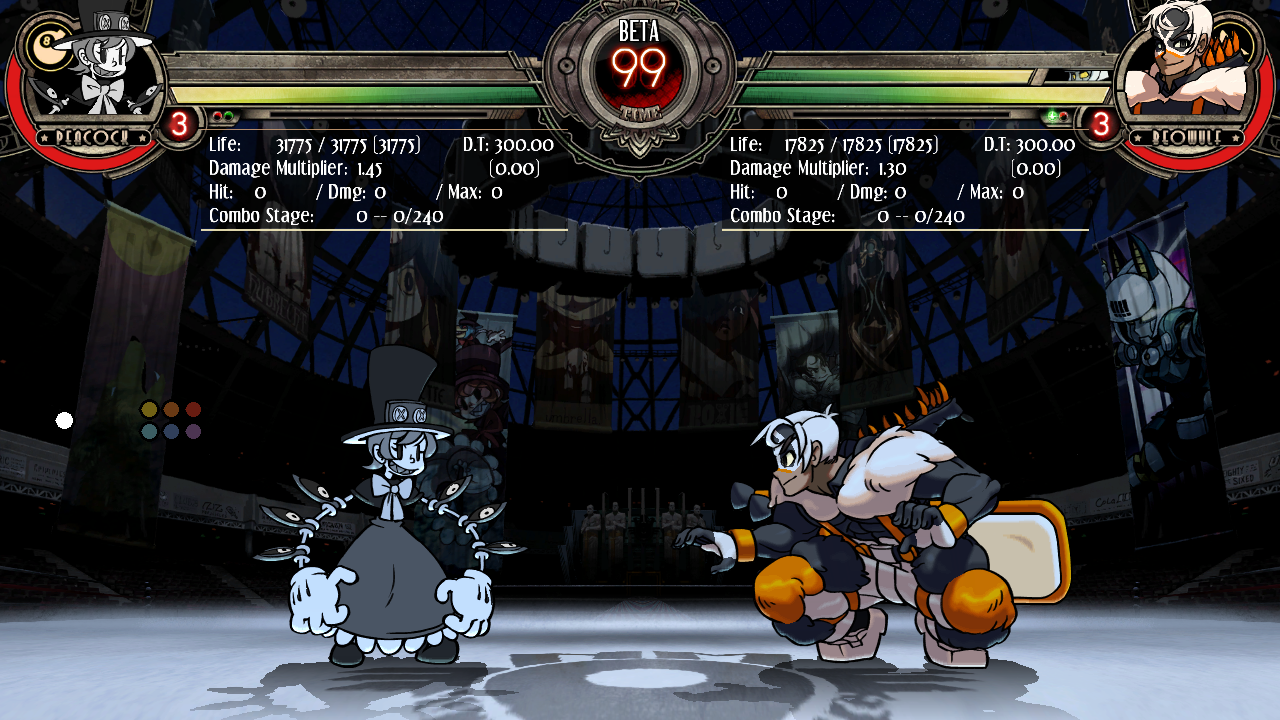 BETA
99
TIME
8
PEACOCK
3
3
BEOWULF
Life: 31775 / 31775 (31775) D.T: 300.00
Damage Multiplier: 1.45 (0.00)
Hit: 0 / Dmg: 0 / Max: 0
Combo Stage: 0 -- 0/240
Life: 17825 / 17825 (17825) D.T: 300.00
Damage Multiplier: 1.30 (0.00)
Hit: 0 / Dmg: 0 / Max: 0
Combo Stage: 0 -- 0/240